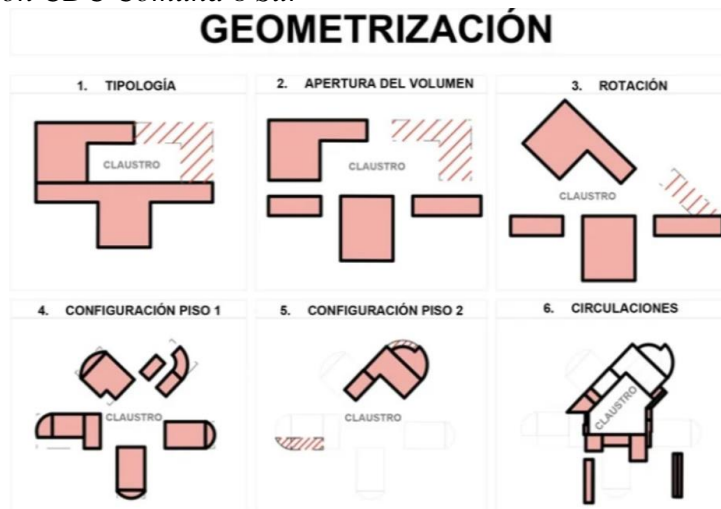 GEOMETRIZACIÓN
1. TIPOLOGÍA
CLAUSTRO
2. APERTURA DEL VOLUMEN
CLAUSTRO
3. ROTACIÓN
CLAUSTRO
4. CONFIGURACIÓN PISO 1
CLAUSTRO
5. CONFIGURACIÓN PISO 2
CLAUSTRO
6. CIRCULACIONES
CLAUSTRO